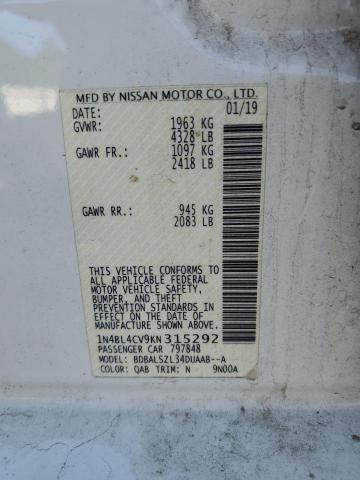 MFD BY NISSAN MOTOR CO., LTD.
DATE: 01/19
GVWR: 1963 KG
4328 LB
GAWR FR.: 1097 KG
2418 LB
GAWR RR.: 945 KG
2083 LB
THIS VEHICLE CONFORMS TO
ALL APPLICABLE FEDERAL
MOTOR VEHICLE SAFETY,
BUMPER, AND THEFT
PREVENTION STANDARDS
IN EFFECT ON THE DATE OF
MANUFACTURE SHOWN ABOVE.
1N4BL4CV9KN315292
PASSENGER CAR 797848
MODEL: BDBALSZL34DUAAB--A
COLOR: QAB TRIM: N 9N00A